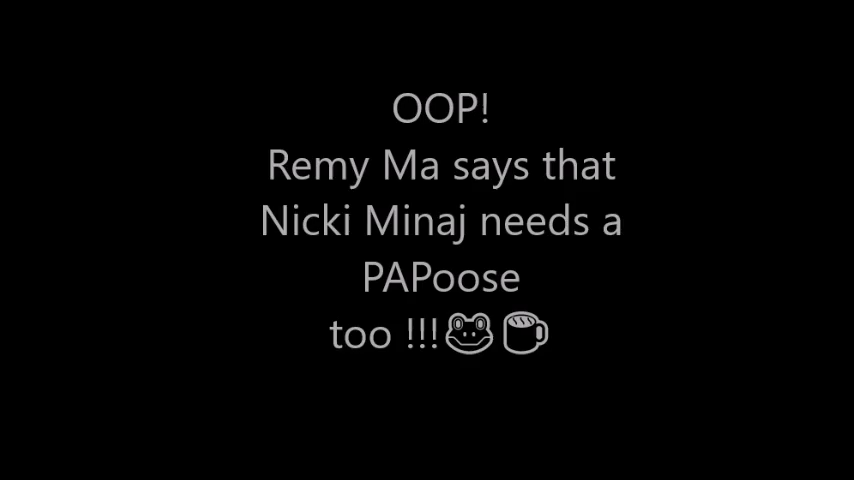 OOP!
Remy Ma says that
Nicki Minaj needs a
PAPoose
too !!!🐸☕